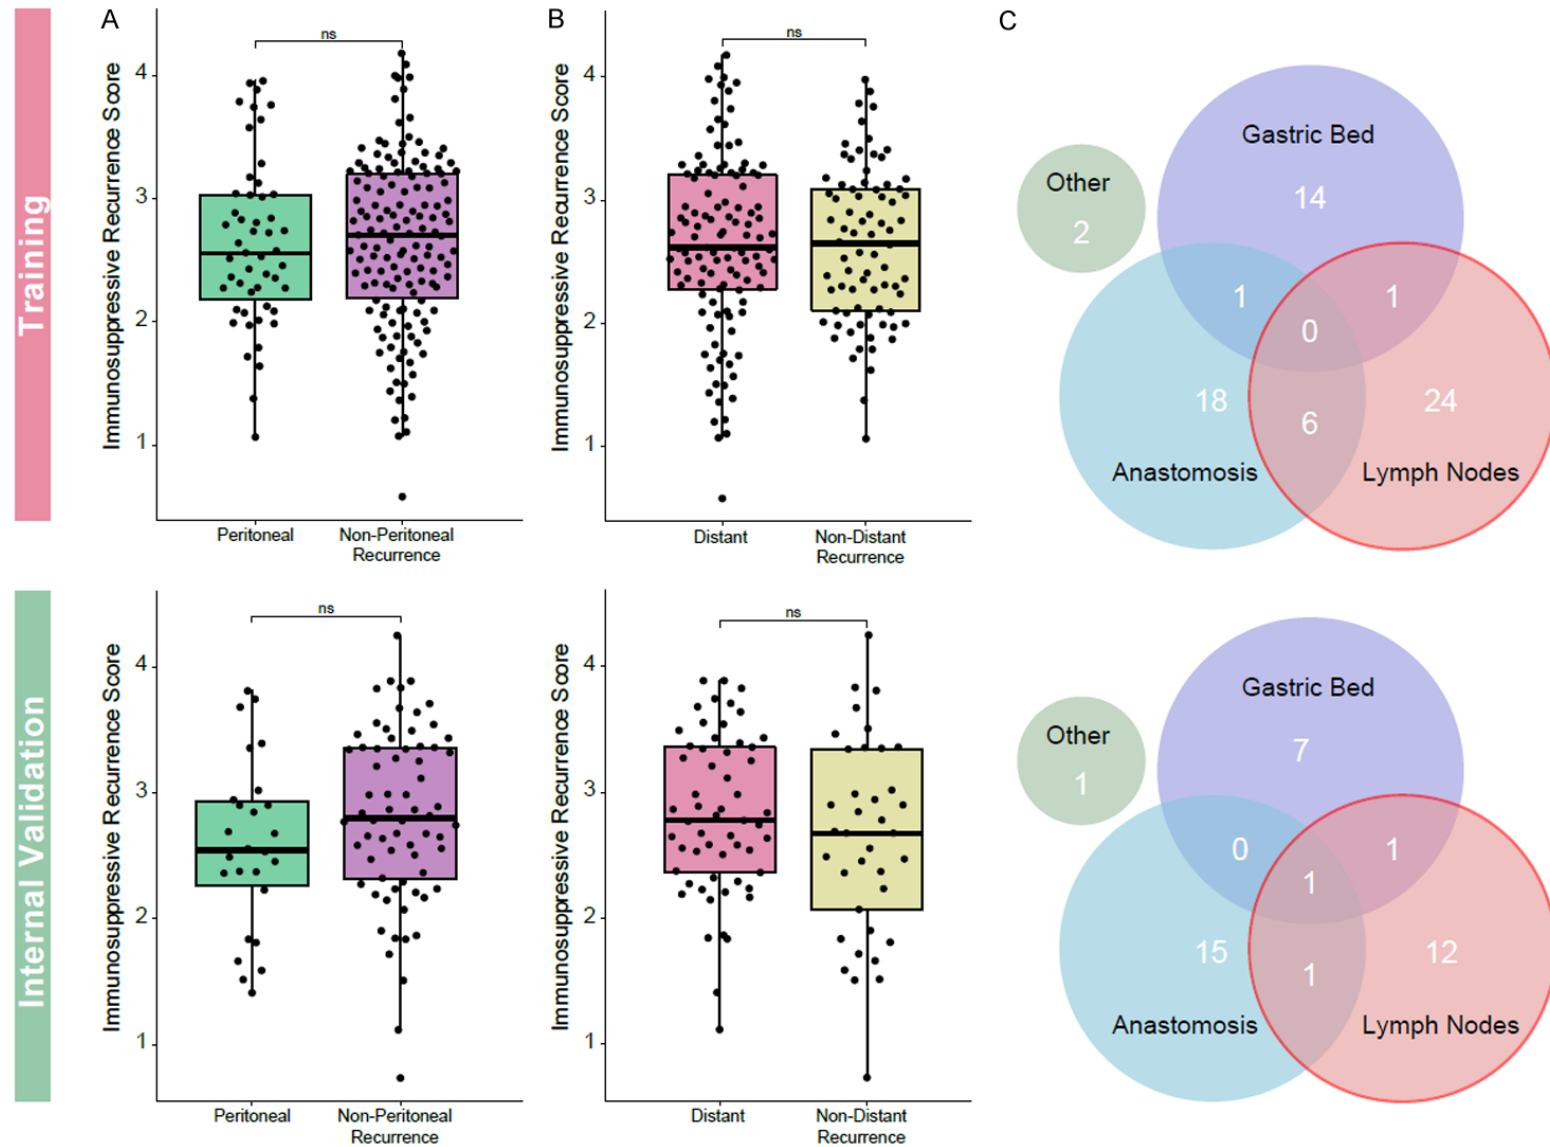 Training
A
ns
Immunosuppressive Recurrence Score
4
3
2
1
Peritoneal
Non-Peritoneal
Recurrence
B
ns
Immunosuppressive Recurrence Score
4
3
2
1
Distant
Non-Distant
Recurrence
C
Gastric Bed
14
Other
2
1
1
0
18
6
24
Anastomosis
Lymph Nodes
Internal Validation
ns
Immunosuppressive Recurrence Score
4
3
2
1
Peritoneal
Non-Peritoneal
Recurrence
ns
Immunosuppressive Recurrence Score
4
3
2
1
Distant
Non-Distant
Recurrence
Gastric Bed
7
Other
1
0
1
1
15
1
12
Anastomosis
Lymph Nodes